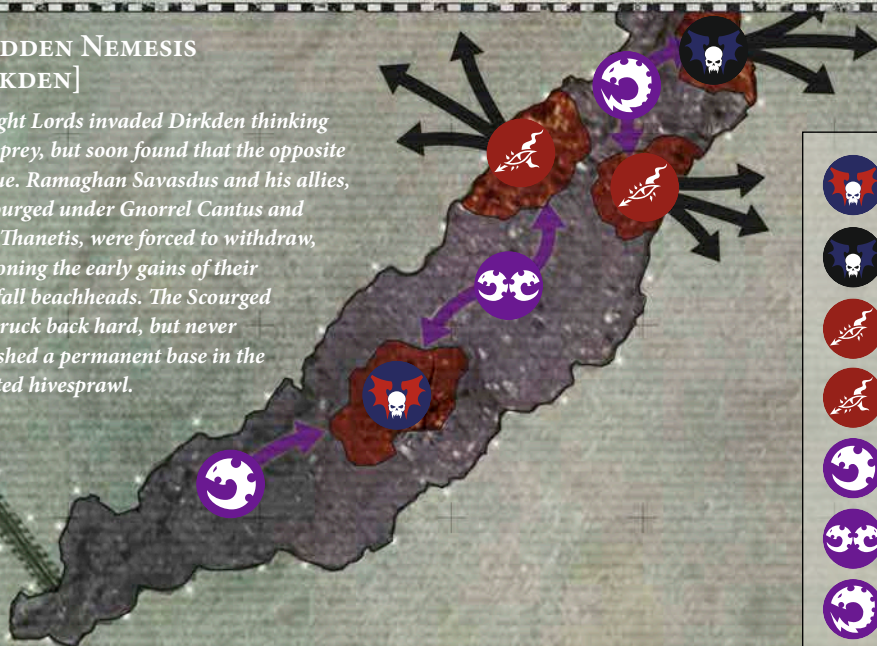 DDEN NEMESIS
KDEN]
ght Lords invaded Dirkden thinking
prey, but soon found that the opposite
ue. Ramaghan Savasdus and his allies,
ourged under Gnorrel Cantus and
Thanetis, were forced to withdraw,
oning the early gains of their
fall beachheads. The Scourged
ruck back hard, but never
shed a permanent base in the
ted hivesprawl.